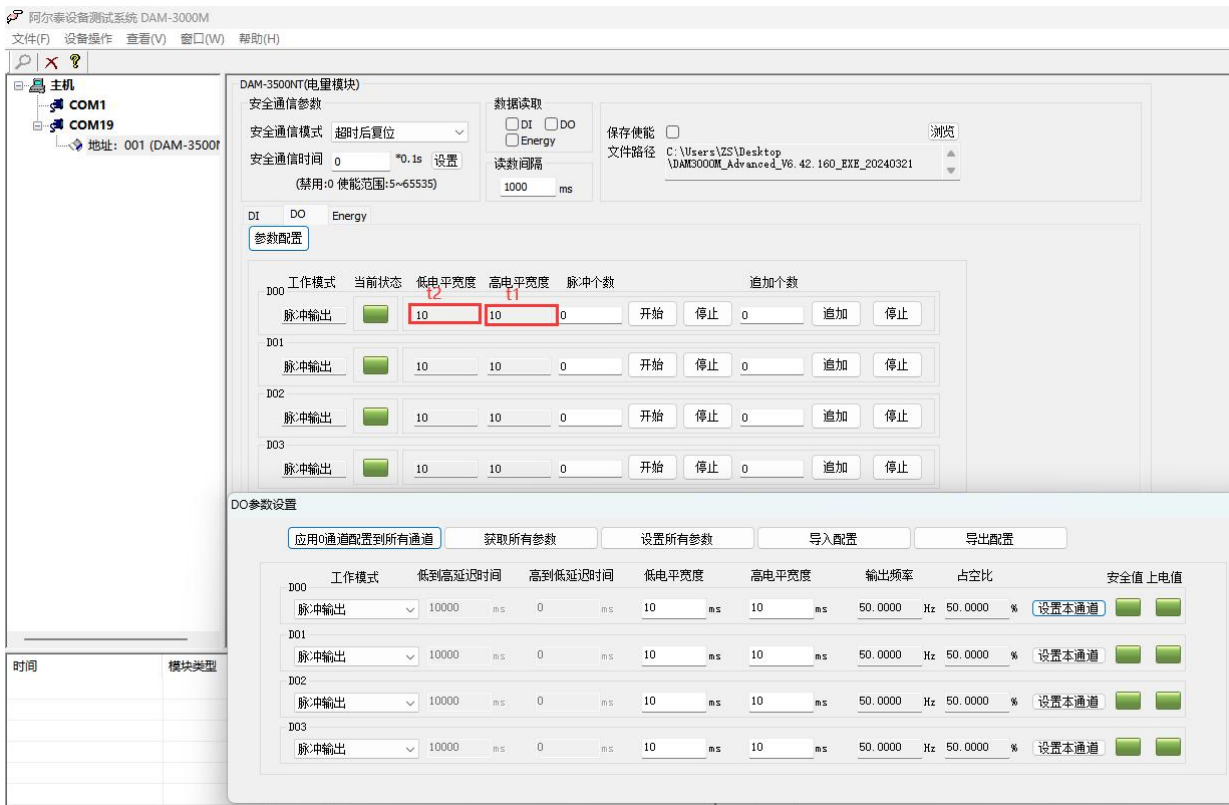 阿尔泰设备测试系统 DAM-3000M
文件(F) 设备操作 查看(V) 窗口(W) 帮助(H)
主机
COM1
COM19
地址: 001 (DAM-3500N
DAM-3500NT(电量模块)
安全通信参数
安全通信模式 超时后复位
安全通信时间 0 *0.1s 设置
(禁用:0 使能范围:5~65535)
数据读取
DI DO
Energy
读数间隔
1000 ms
保存使能 浏览
文件路径 C:\Users\ZS\Desktop
\DAM3000M_Advanced_V6.42.160_EXE_20240321
DI DO Energy
参数配置
工作模式 当前状态 低电平宽度 高电平宽度 脉冲个数 追加个数
t2 t1
DO0
脉冲输出 10 10 0 开始 停止 0 追加 停止
DO1
脉冲输出 10 10 0 开始 停止 0 追加 停止
DO2
脉冲输出 10 10 0 开始 停止 0 追加 停止
DO3
脉冲输出 10 10 0 开始 停止 0 追加 停止
DO参数设置
应用0通道配置到所有通道 获取所有参数 设置所有参数 导入配置 导出配置
工作模式 低到高延迟时间 高到低延迟时间 低电平宽度 高电平宽度 输出频率 占空比 安全值 上电值
DO0
脉冲输出 10000 ms 0 ms 10 ms 10 ms 50.0000 Hz 50.0000 % 设置本通道
DO1
脉冲输出 10000 ms 0 ms 10 ms 10 ms 50.0000 Hz 50.0000 % 设置本通道
DO2
脉冲输出 10000 ms 0 ms 10 ms 10 ms 50.0000 Hz 50.0000 % 设置本通道
DO3
脉冲输出 10000 ms 0 ms 10 ms 10 ms 50.0000 Hz 50.0000 % 设置本通道
时间 模块类型